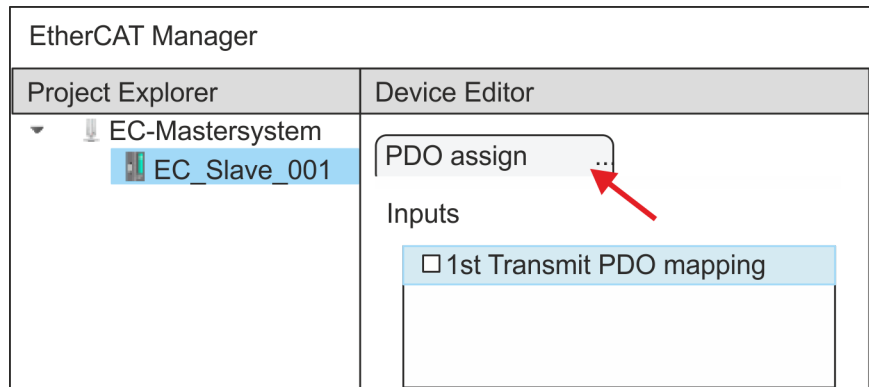 EtherCAT Manager
Project Explorer
Device Editor
EC-Mastersystem
EC_Slave_001
PDO assign ...
Inputs
1st Transmit PDO mapping